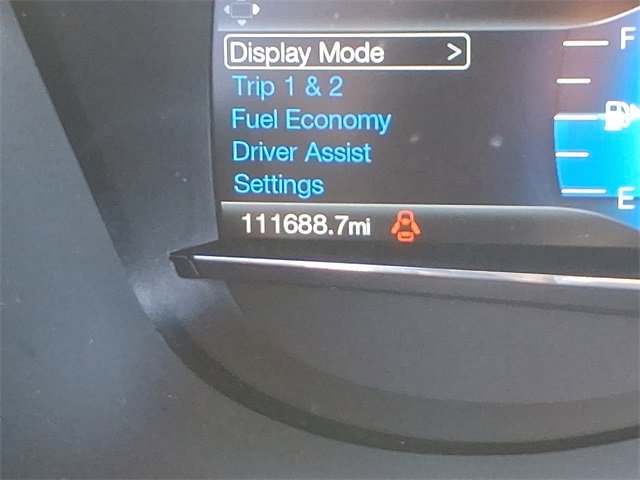 Display Mode >
Trip 1 & 2
Fuel Economy
Driver Assist
Settings
111688.7mi
F
E